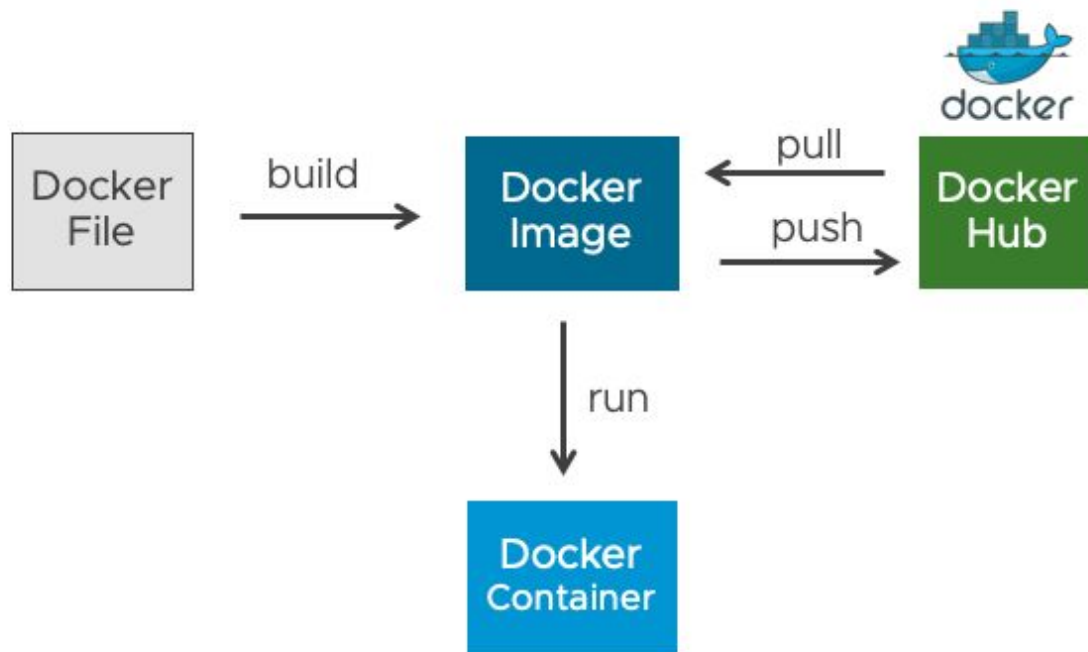 docker
Docker
File
build
Docker
Image
pull
push
Docker
Hub
run
Docker
Container